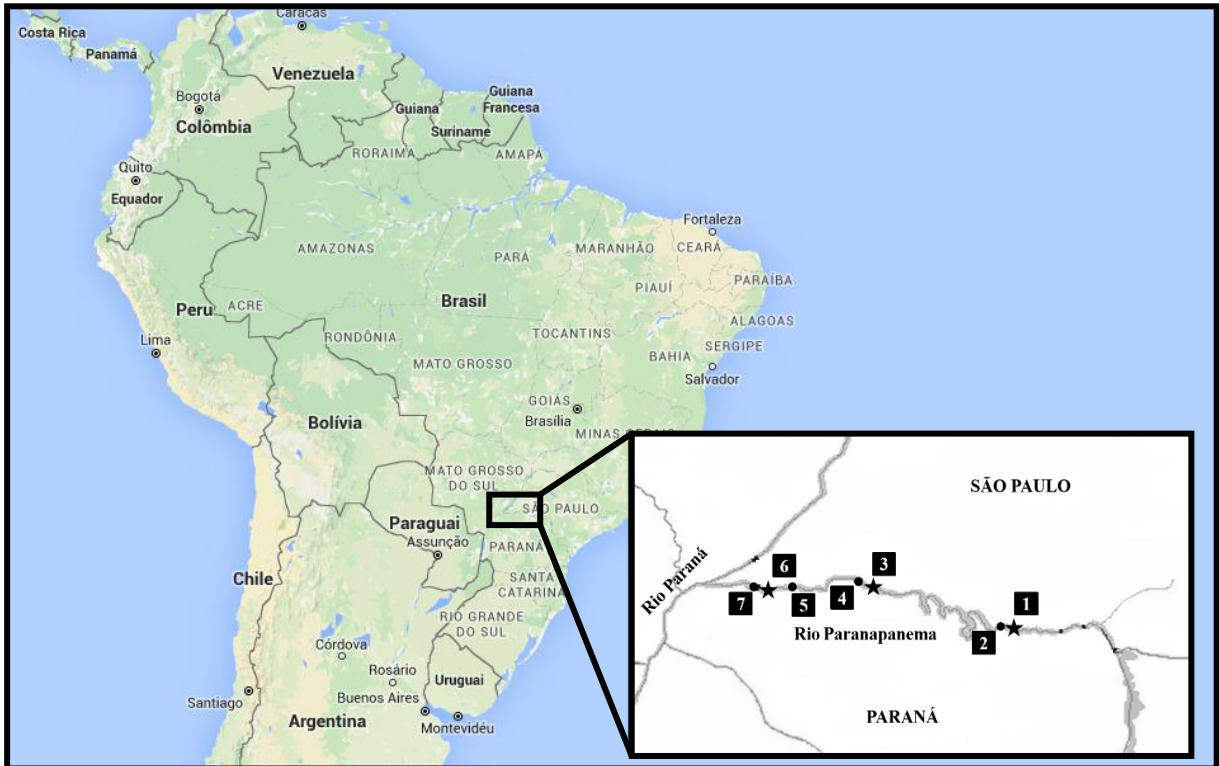 Caracas
Costa Rica
Panamá
Venezuela
Bogotá
Colômbia
Guiana
Guiana
Francesa
Suriname
RORAIMA
AMAPÁ
Quito
Equador
Fortaleza
AMAZONAS
PARÁ
MARANHÃO
CEARÁ
PARAÍBA
PIAUÍ
Peru
ACRE
Brasil
ALAGOAS
Lima
RONDÔNIA
TOCANTINS
SERGIPE
MATO GROSSO
BAHIA
Salvador
GOIÁS
Brasília
Bolívia
MINAS GERAIS
MATO GROSSO
DO SUL
SÃO PAULO
Paraguai
Assunção
PARANÁ
Chile
SANTA
CATARINA
RIO GRANDE
DO SUL
Córdova
Rosário
Uruguai
Santiago
Buenos Aires
Montevidéu
Argentina
SÃO PAULO
Rio Paraná
6
3
7
5
4
1
Rio Paranapanema
2
PARANÁ